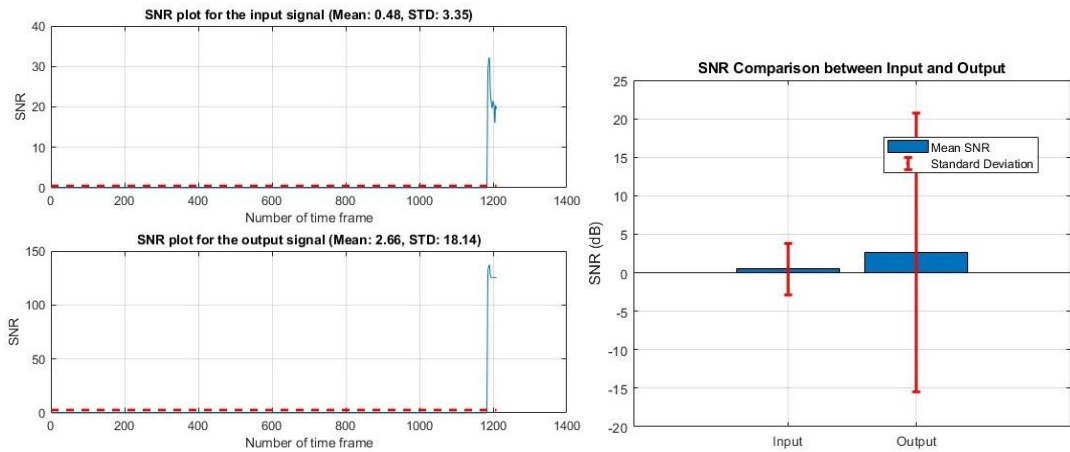 SNR plot for the input signal (Mean: 0.48, STD: 3.35)
40
30
20
10
0
SNR
0 200 400 600 800 1000 1200 1400
Number of time frame
SNR plot for the output signal (Mean: 2.66, STD: 18.14)
150
100
50
0
SNR
0 200 400 600 800 1000 1200 1400
Number of time frame
SNR Comparison between Input and Output
25
20
15
10
5
0
-5
-10
-15
-20
SNR (dB)
Mean SNR
Standard Deviation
Input Output